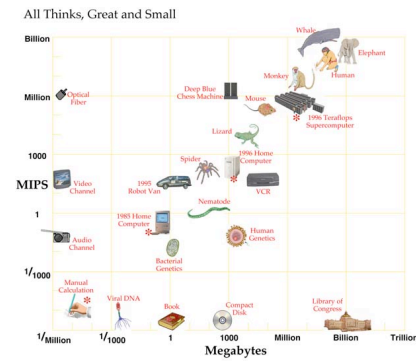 All Thinks, Great and Small
Billion
Whale
Elephant
Human
Monkey
Million
Optical
Fiber
Deep Blue
Chess Machine
Mouse
1996 Teraflops
Supercomputer
Lizard
1000
Spider
1996 Home
Computer
MIPS
Video
Channel
1995
Robot Van
VCR
Nematode
1
1985 Home
Computer
Audio
Channel
Human
Genetics
Bacterial
Genetics
1/1000
Manual
Calculation
Viral DNA
Book
Compact
Disk
Library of
Congress
1/Million
1/1000
1
1000
Million
Billion
Trillion
Megabytes